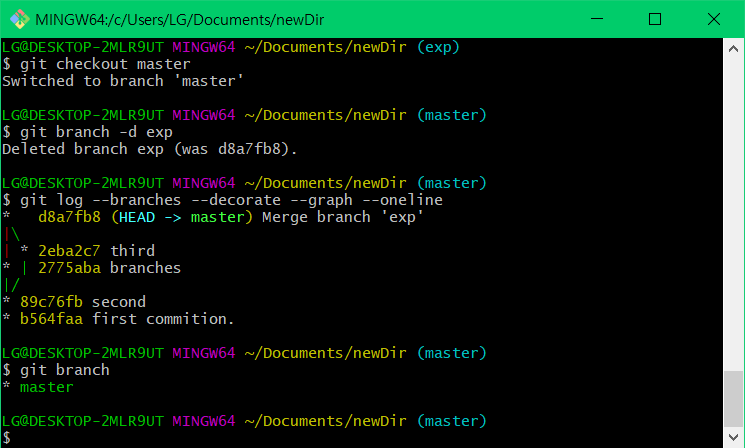 MINGW64:/c/Users/LG/Documents/newDir
LG@DESKTOP-2MLR9UT MINGW64 ~/Documents/newDir (exp)
$ git checkout master
Switched to branch 'master'
LG@DESKTOP-2MLR9UT MINGW64 ~/Documents/newDir (master)
$ git branch -d exp
Deleted branch exp (was d8a7fb8).
LG@DESKTOP-2MLR9UT MINGW64 ~/Documents/newDir (master)
$ git log --branches --decorate --graph --oneline
*   d8a7fb8 (HEAD -> master) Merge branch 'exp'
|\
| * 2eba2c7 third
* | 2775aba branches
|/
* 89c76fb second
* b564faa first commition.
LG@DESKTOP-2MLR9UT MINGW64 ~/Documents/newDir (master)
$ git branch
* master
LG@DESKTOP-2MLR9UT MINGW64 ~/Documents/newDir (master)
$